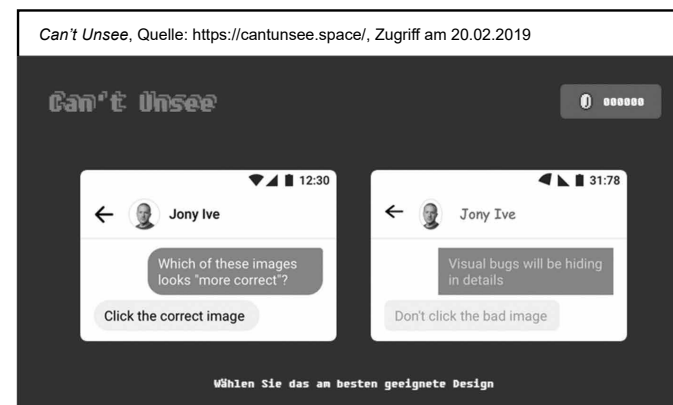 Can’t Unsee, Quelle: https://cantunsee.space/, Zugriff am 20.02.2019
Can't Unsee
000000
12:30
Jony Ive
Which of these images
looks "more correct"?
Click the correct image
31:78
Jony Ive
Visual bugs will be hiding
in details
Don't click the bad image
Wählen Sie das am besten geeignete Design